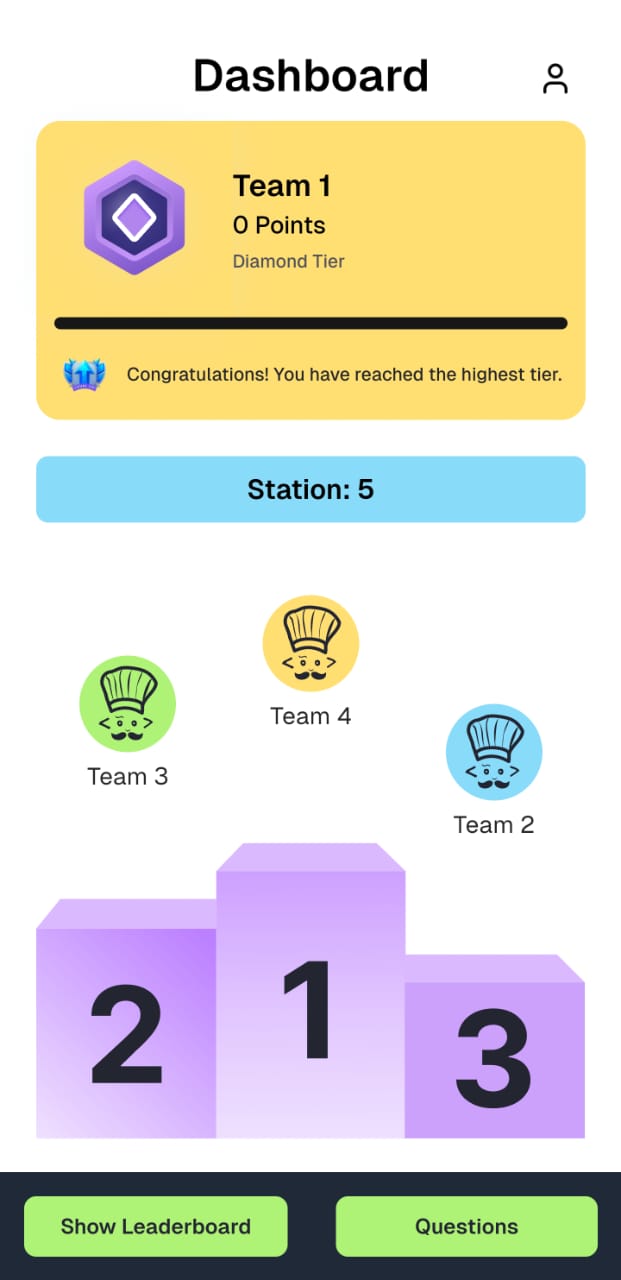 Dashboard
Team 1
0 Points
Diamond Tier
Congratulations! You have reached the highest tier.
Station: 5
Team 4
Team 3
Team 2
1
2
3
Show Leaderboard
Questions